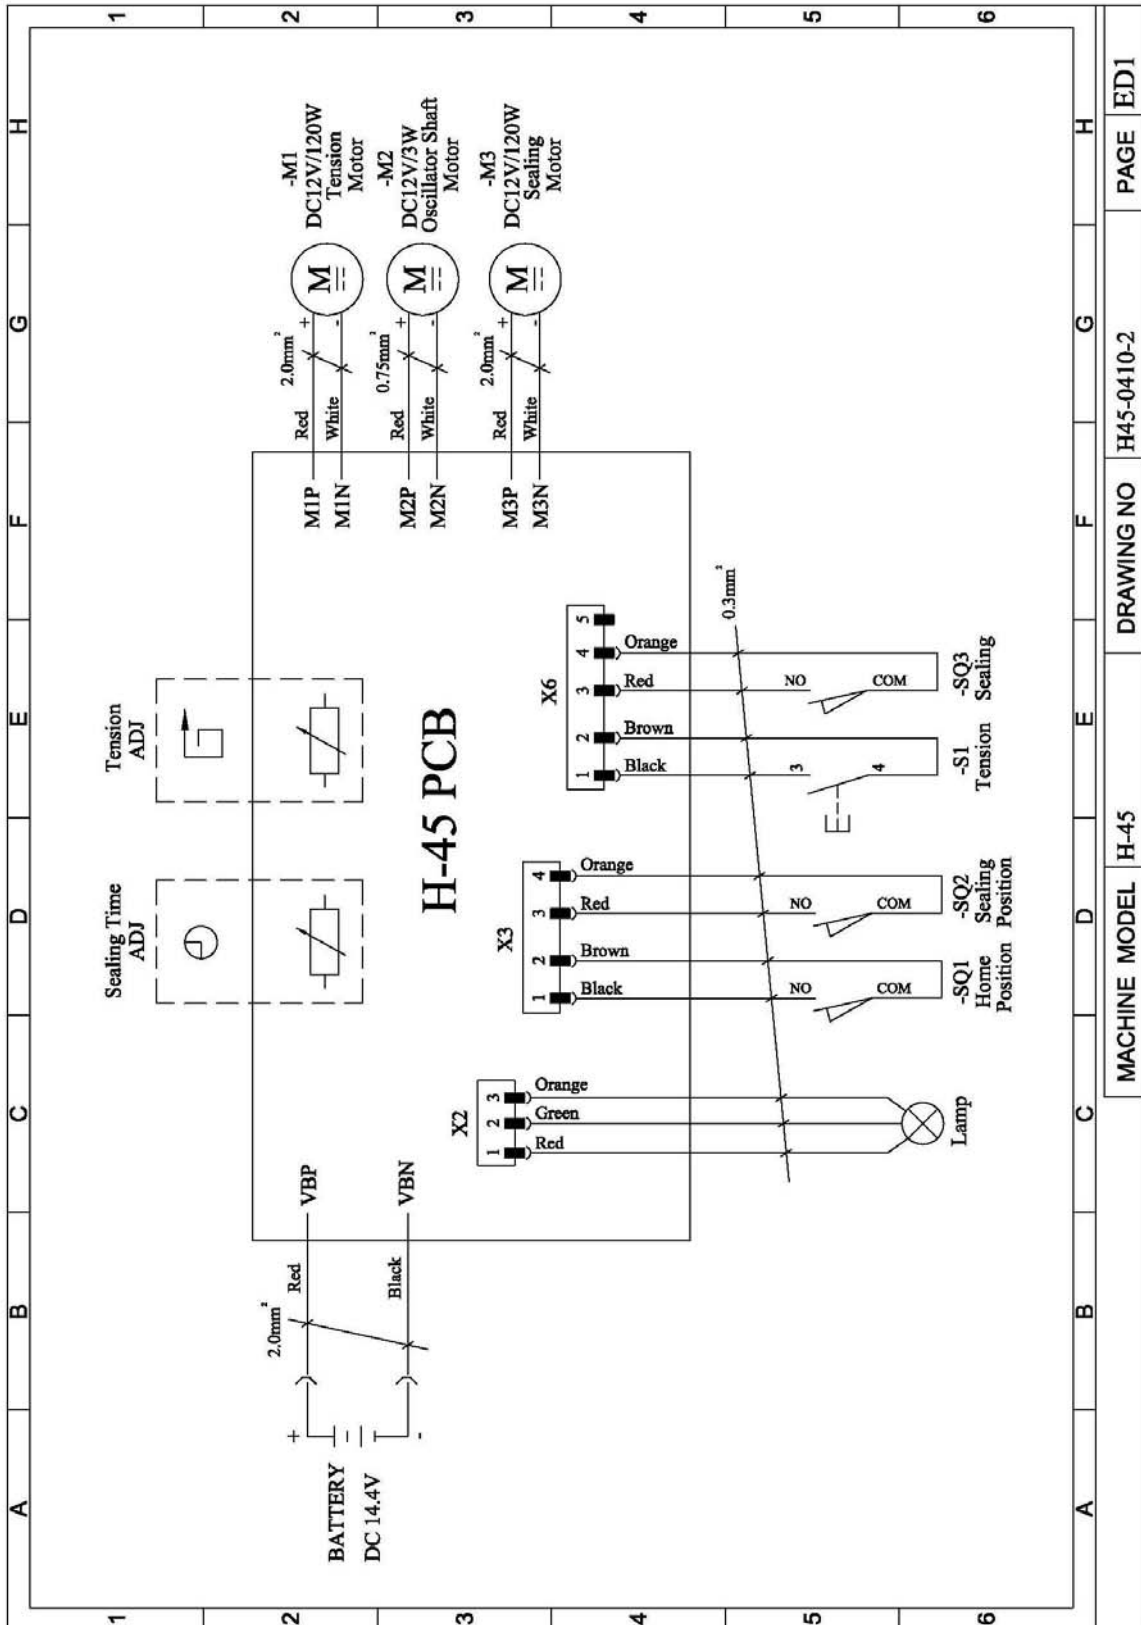 A B C D E F G H
1
2
3
4
5
6
1
2
3
4
5
6
Sealing Time
ADJ
Tension
ADJ
BATTERY
DC 14.4V
+
-
2.0mm²
Red
Black
VBP
VBN
H-45 PCB
M1P
M1N
M2P
M2N
M3P
M3N
Red
White
2.0mm²
+
-
M
-M1
DC12V/120W
Tension
Motor
Red
White
0.75mm²
+
-
M
-M2
DC12V/3W
Oscillator Shaft
Motor
Red
White
2.0mm²
+
-
M
-M3
DC12V/120W
Sealing
Motor
X2
1 2 3
Red
Green
Orange
Lamp
X3
1 2 3 4
Black
Brown
Red
Orange
NO
COM
-SQ1
Home
Position
NO
COM
-SQ2
Sealing
Position
X6
1 2 3 4 5
Black
Brown
Red
Orange
3
4
-S1
Tension
NO
COM
-SQ3
Sealing
0.3mm²
A B C D E F G H
MACHINE MODEL H-45 DRAWING NO H45-0410-2 PAGE ED1